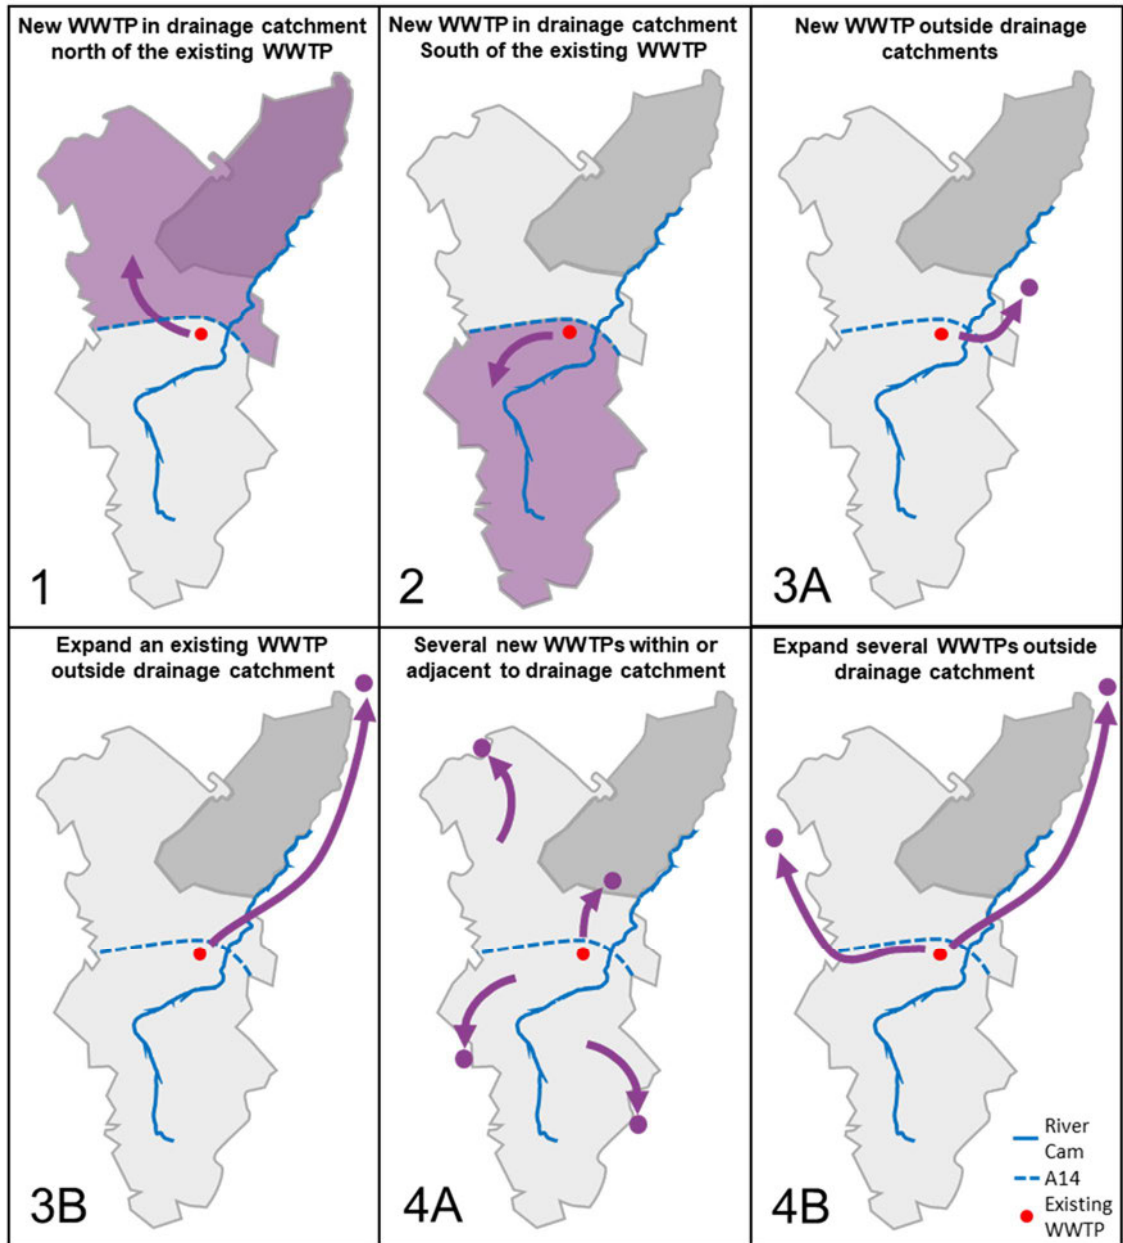 New WWTP in drainage catchment
north of the existing WWTP
1
New WWTP in drainage catchment
South of the existing WWTP
2
New WWTP outside drainage
catchments
3A
Expand an existing WWTP
outside drainage catchment
3B
Several new WWTPs within or
adjacent to drainage catchment
4A
Expand several WWTPs outside
drainage catchment
4B
River
Cam
A14
Existing
WWTP